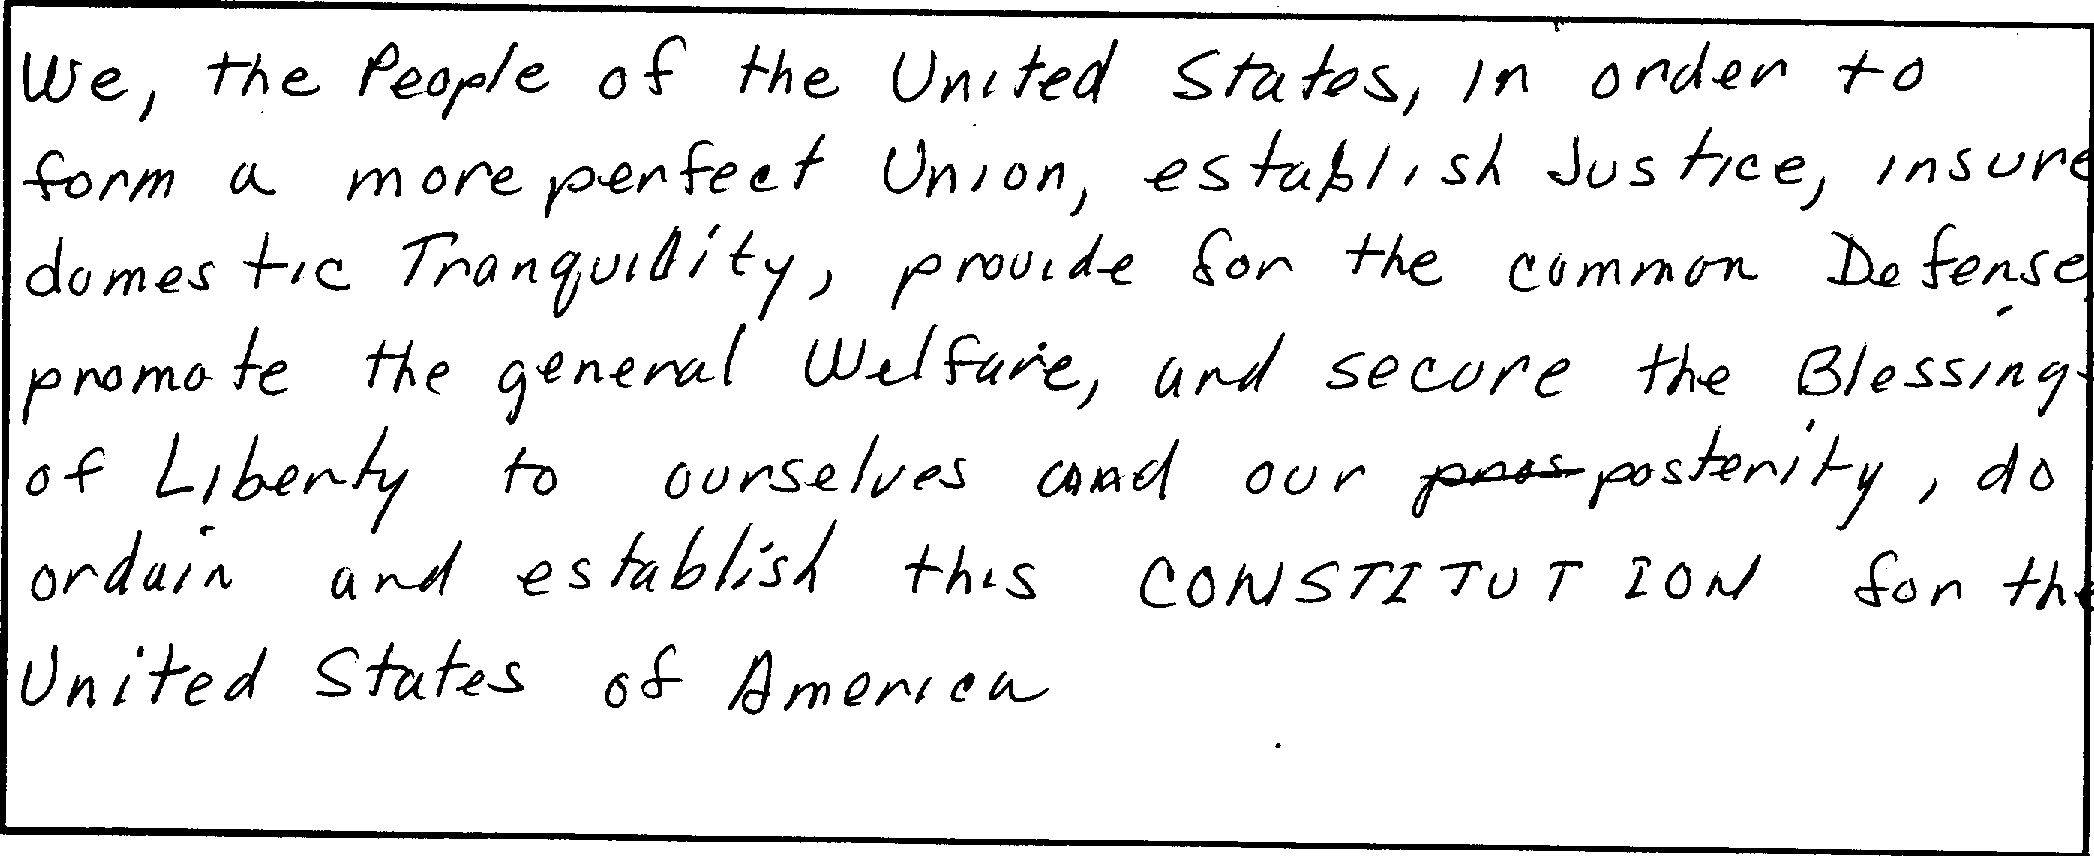 We, the People of the United States, in order to
form a more perfect Union, establish Justice, insure
domestic Tranquility, provide for the common Defense,
promote the general Welfare, and secure the Blessings
of Liberty to ourselves and our pros posterity, do
ordain and establish this CONSTITUTION for the
United States of America